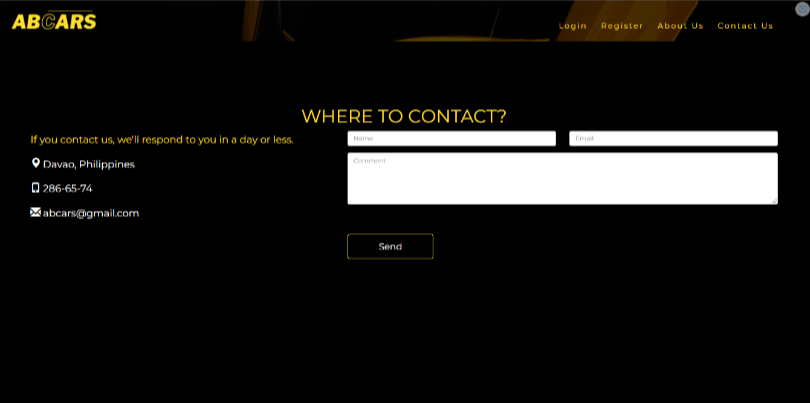 ABCARS
Login Register About Us Contact Us
WHERE TO CONTACT?
If you contact us, we'll respond to you in a day or less.
Davao, Philippines
286-65-74
abcars@gmail.com
Name Email
Comment
Send